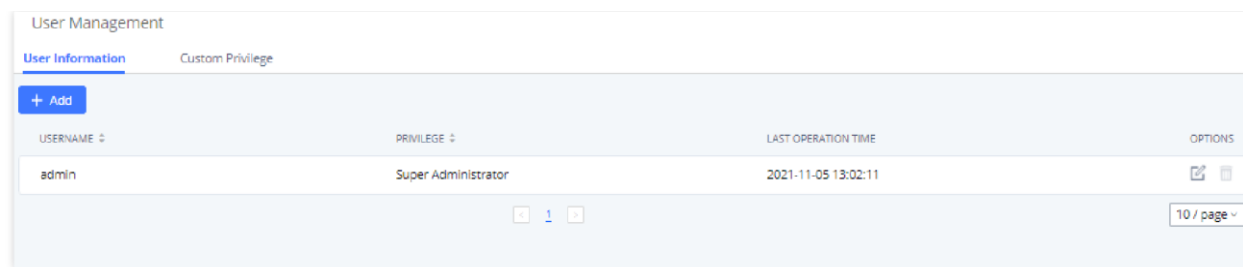 User Management
User Information Custom Privilege
+ Add
USERNAME PRIVILEGE LAST OPERATION TIME OPTIONS
admin Super Administrator 2021-11-05 13:02:11
< 1 > 10 / page